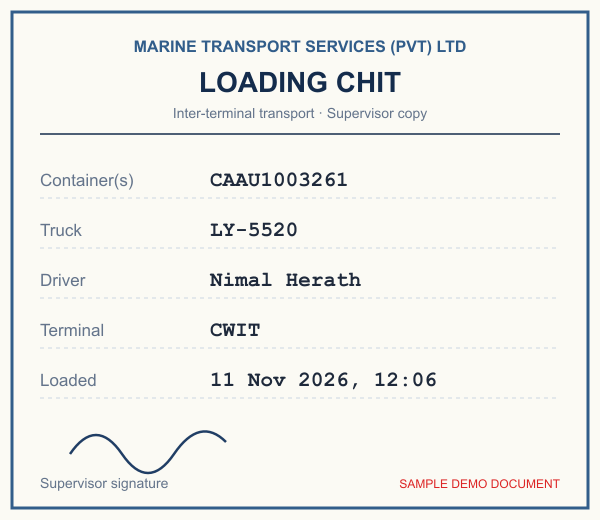 MARINE TRANSPORT SERVICES (PVT) LTD
LOADING CHIT
Inter-terminal transport · Supervisor copy
Container(s) CAAU1003261
Truck LY-5520
Driver Nimal Herath
Terminal CWIT
Loaded 11 Nov 2026, 12:06
Supervisor signature SAMPLE DEMO DOCUMENT